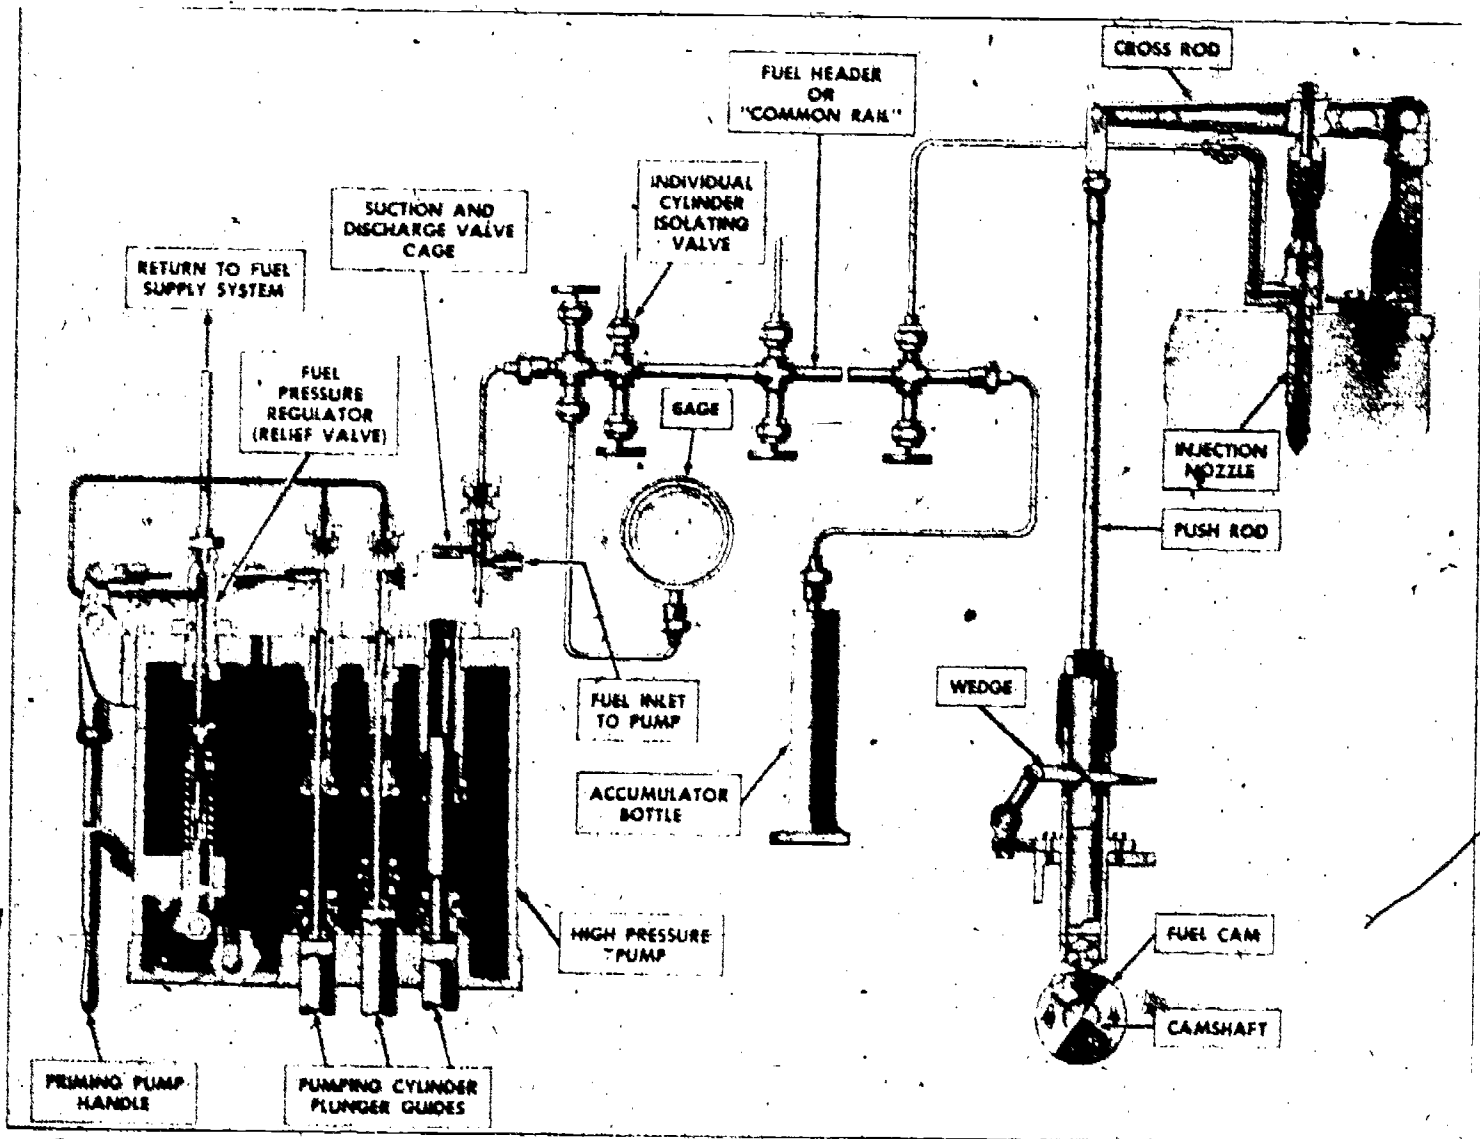 CROSS ROD
FUEL HEADER
OR
"COMMON RAIL"
INDIVIDUAL
CYLINDER
ISOLATING
VALVE
SUCTION AND
DISCHARGE VALVE
CAGE
RETURN TO FUEL
SUPPLY SYSTEM
FUEL
PRESSURE
REGULATOR
(RELIEF VALVE)
GAGE
INJECTION
NOZZLE
PUSH ROD
WEDGE
FUEL INLET
TO PUMP
ACCUMULATOR
BOTTLE
HIGH PRESSURE
PUMP
FUEL CAM
CAMSHAFT
PRIMING PUMP
HANDLE
PUMPING CYLINDER
PLUNGER GUIDES